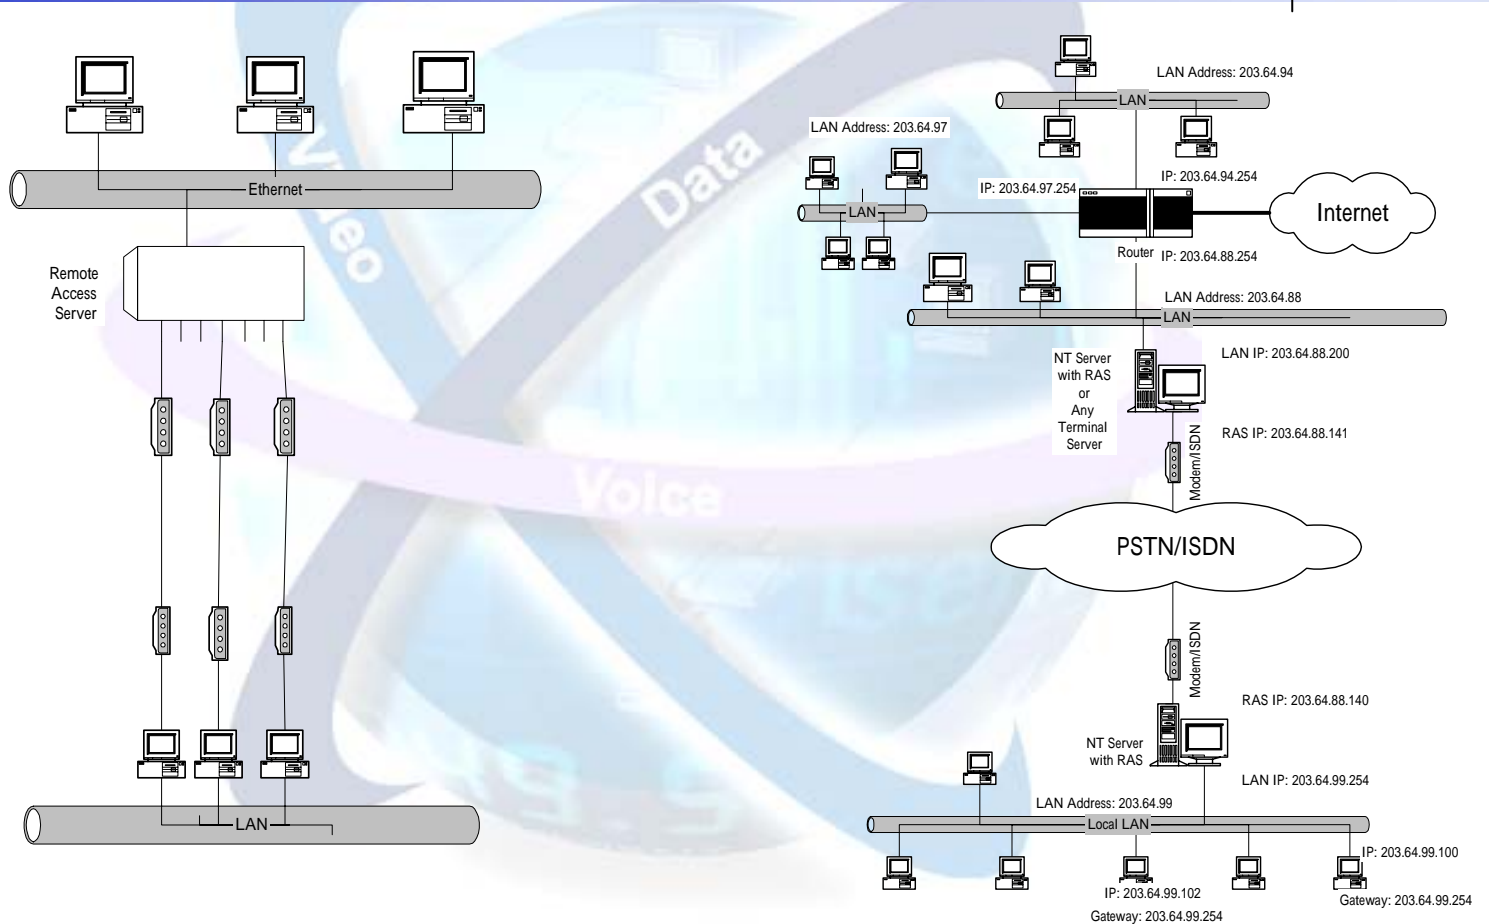 Ethernet
Remote
Access
Server
LAN
Video
Data
Voice
LAN Address: 203.64.94
LAN
LAN Address: 203.64.97
LAN
IP: 203.64.97.254
IP: 203.64.94.254
Internet
Router
IP: 203.64.88.254
LAN Address: 203.64.88
LAN
NT Server
with RAS
or
Any
Terminal
Server
LAN IP: 203.64.88.200
RAS IP: 203.64.88.141
Modem/ISDN
PSTN/ISDN
Modem/ISDN
RAS IP: 203.64.88.140
NT Server
with RAS
LAN IP: 203.64.99.254
LAN Address: 203.64.99
Local LAN
IP: 203.64.99.100
Gateway: 203.64.99.254
IP: 203.64.99.102
Gateway: 203.64.99.254